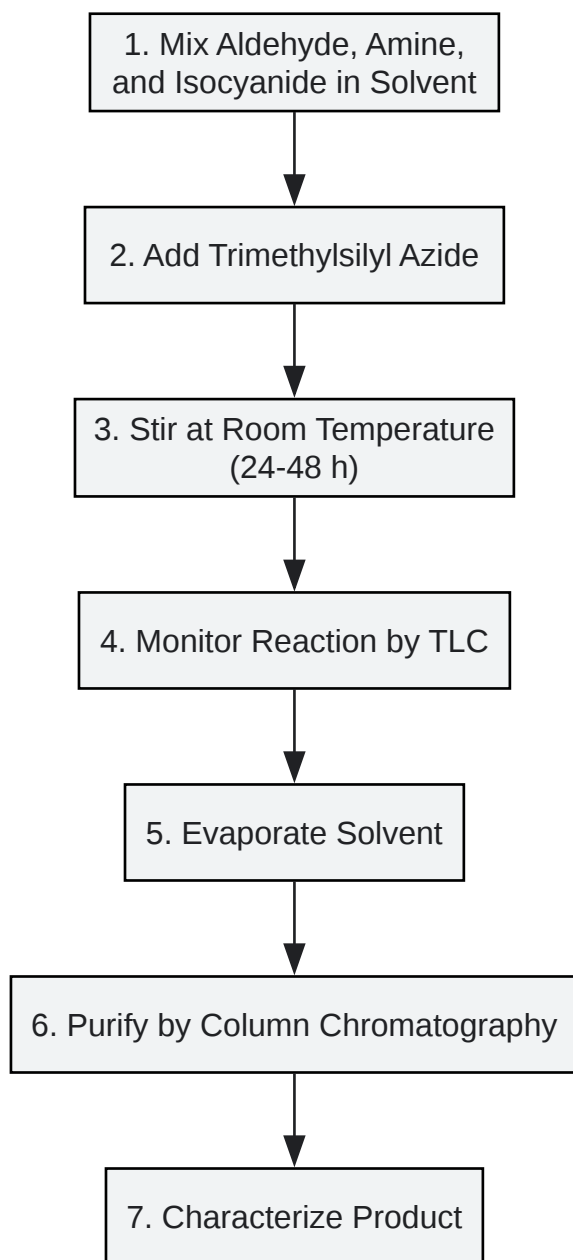 1. Mix Aldehyde, Amine,
and Isocyanide in Solvent
2. Add Trimethylsilyl Azide
3. Stir at Room Temperature
(24-48 h)
4. Monitor Reaction by TLC
5. Evaporate Solvent
6. Purify by Column Chromatography
7. Characterize Product